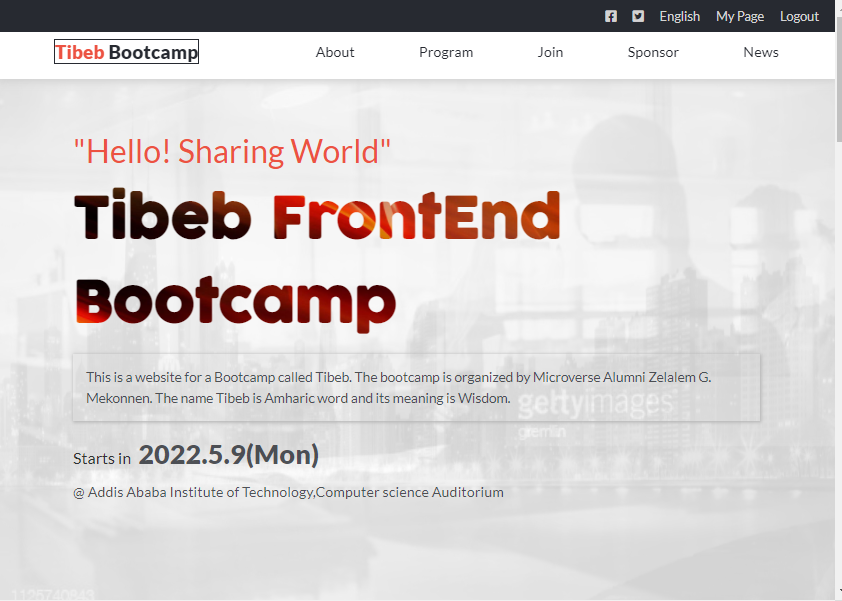 English My Page Logout
Tibeb Bootcamp About Program Join Sponsor News
"Hello! Sharing World"
Tibeb FrontEnd
Bootcamp
This is a website for a Bootcamp called Tibeb. The bootcamp is organized by Microverse Alumni Zelalem G.
Mekonnen. The name Tibeb is Amharic word and its meaning is Wisdom.
gettyimages
gremlin
Starts in 2022.5.9(Mon)
@ Addis Ababa Institute of Technology,Computer science Auditorium